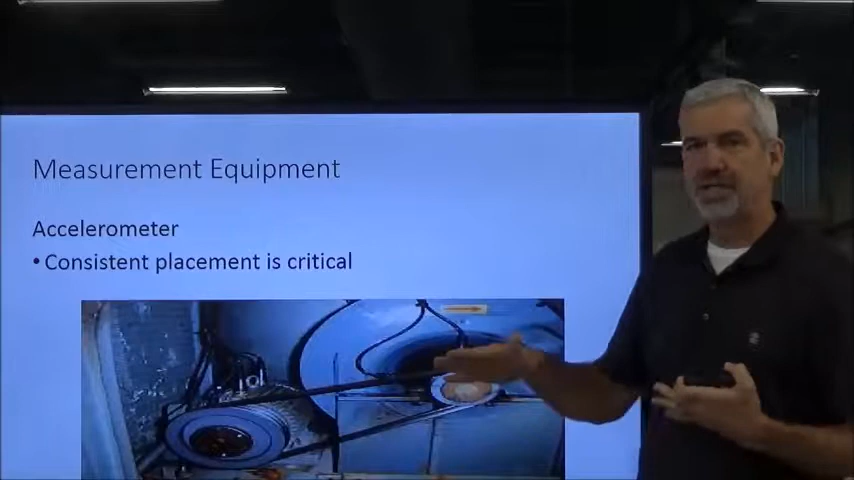 Measurement Equipment
Accelerometer
• Consistent placement is critical